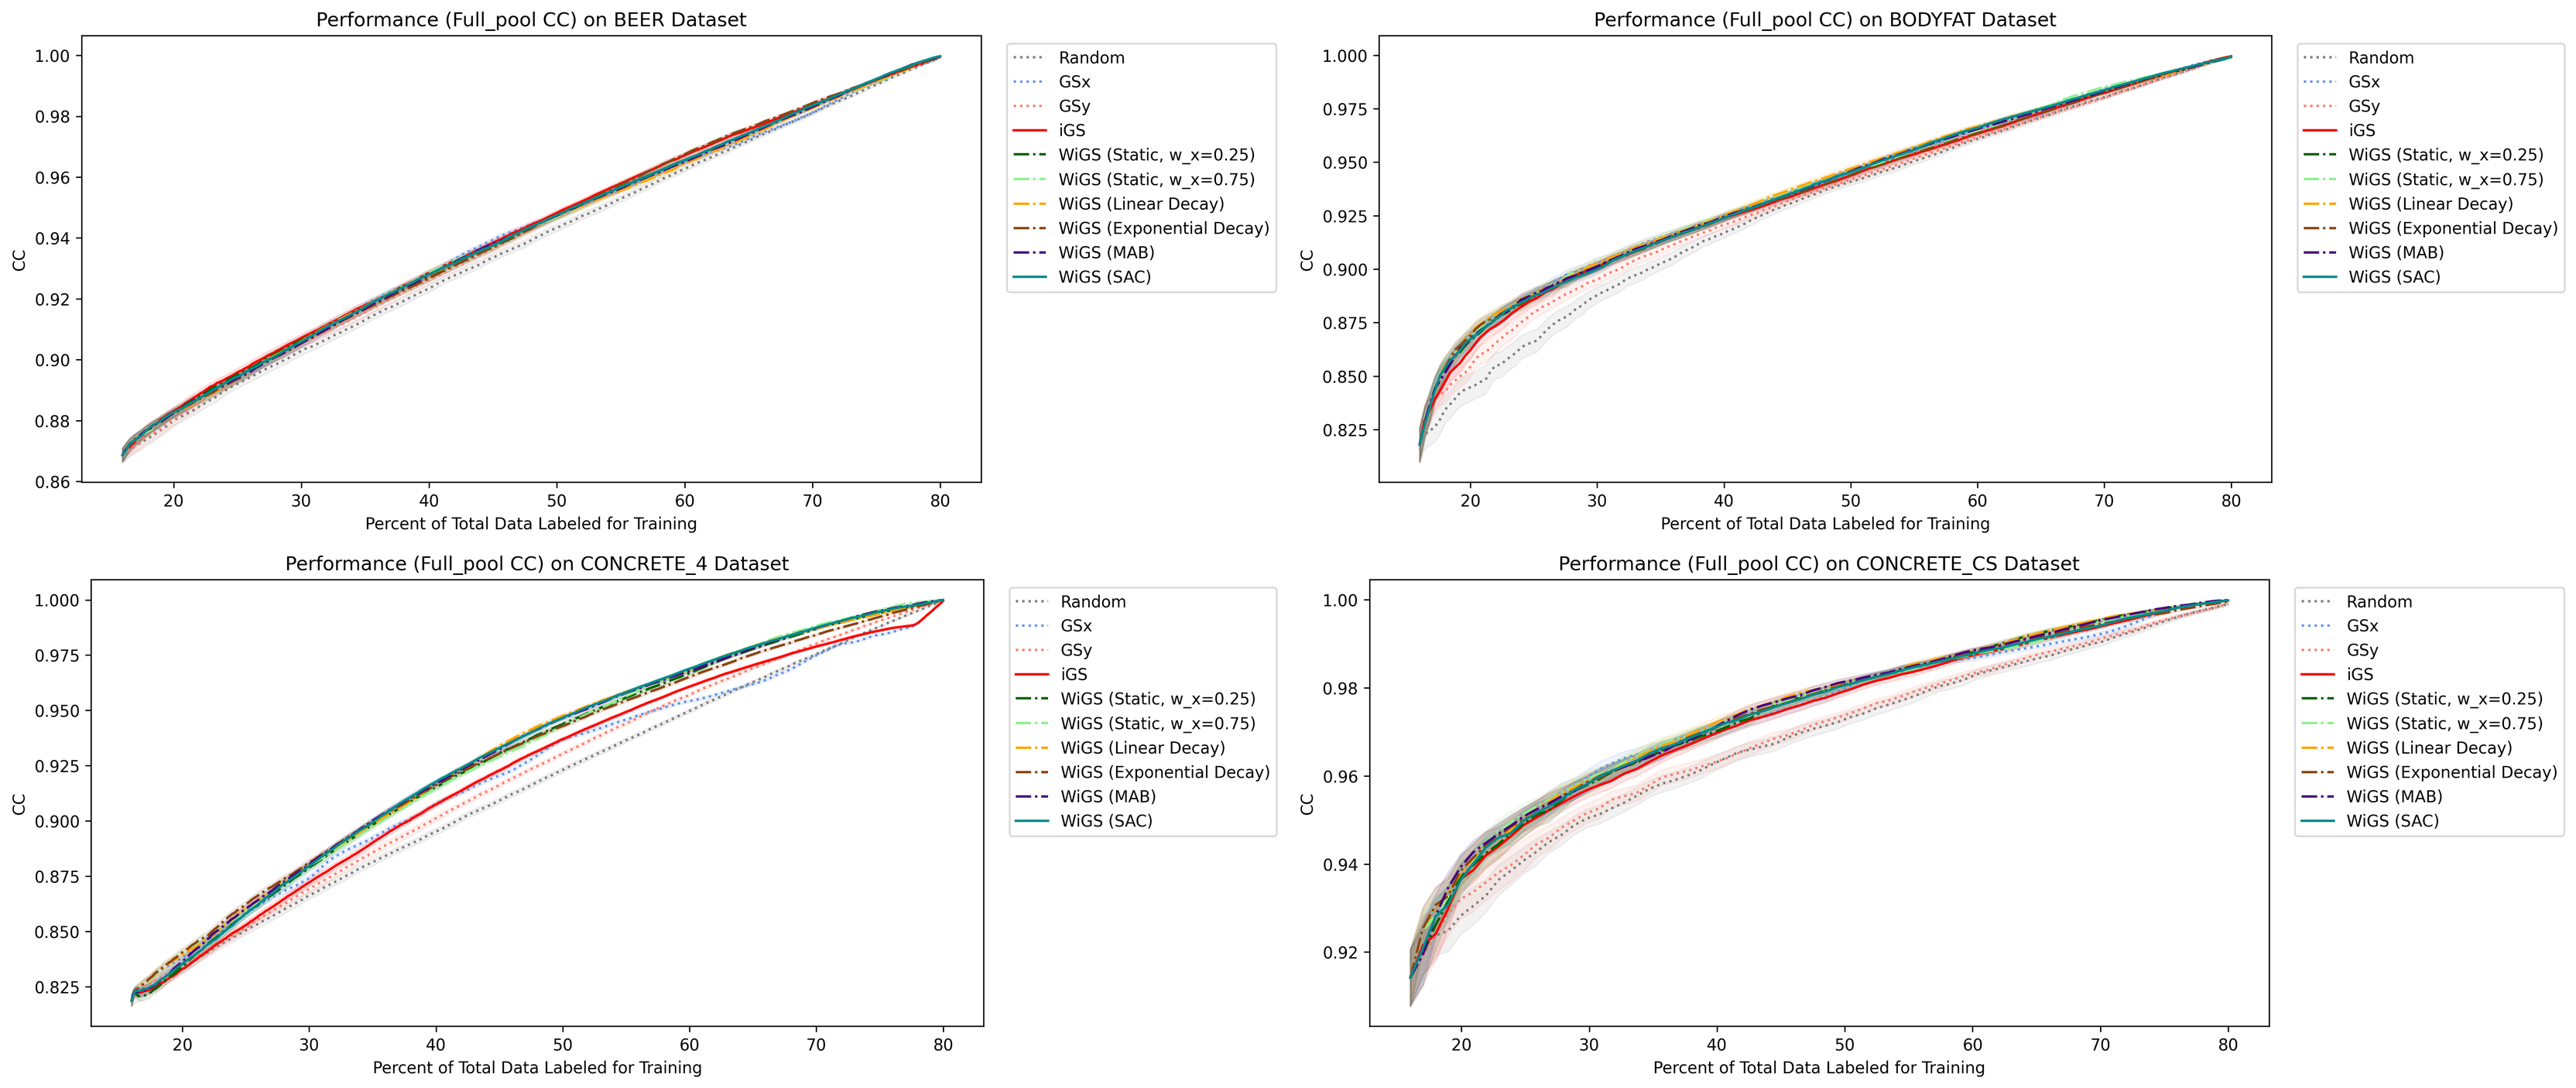 Performance (Full_pool CC) on BEER Dataset
CC
1.00
0.98
0.96
0.94
0.92
0.90
0.88
0.86
20 30 40 50 60 70 80
Percent of Total Data Labeled for Training
Random
GSx
GSy
iGS
WiGS (Static, w_x=0.25)
WiGS (Static, w_x=0.75)
WiGS (Linear Decay)
WiGS (Exponential Decay)
WiGS (MAB)
WiGS (SAC)
Performance (Full_pool CC) on BODYFAT Dataset
CC
1.000
0.975
0.950
0.925
0.900
0.875
0.850
0.825
20 30 40 50 60 70 80
Percent of Total Data Labeled for Training
Random
GSx
GSy
iGS
WiGS (Static, w_x=0.25)
WiGS (Static, w_x=0.75)
WiGS (Linear Decay)
WiGS (Exponential Decay)
WiGS (MAB)
WiGS (SAC)
Performance (Full_pool CC) on CONCRETE_4 Dataset
CC
1.000
0.975
0.950
0.925
0.900
0.875
0.850
0.825
20 30 40 50 60 70 80
Percent of Total Data Labeled for Training
Random
GSx
GSy
iGS
WiGS (Static, w_x=0.25)
WiGS (Static, w_x=0.75)
WiGS (Linear Decay)
WiGS (Exponential Decay)
WiGS (MAB)
WiGS (SAC)
Performance (Full_pool CC) on CONCRETE_CS Dataset
CC
1.00
0.98
0.96
0.94
0.92
20 30 40 50 60 70 80
Percent of Total Data Labeled for Training
Random
GSx
GSy
iGS
WiGS (Static, w_x=0.25)
WiGS (Static, w_x=0.75)
WiGS (Linear Decay)
WiGS (Exponential Decay)
WiGS (MAB)
WiGS (SAC)